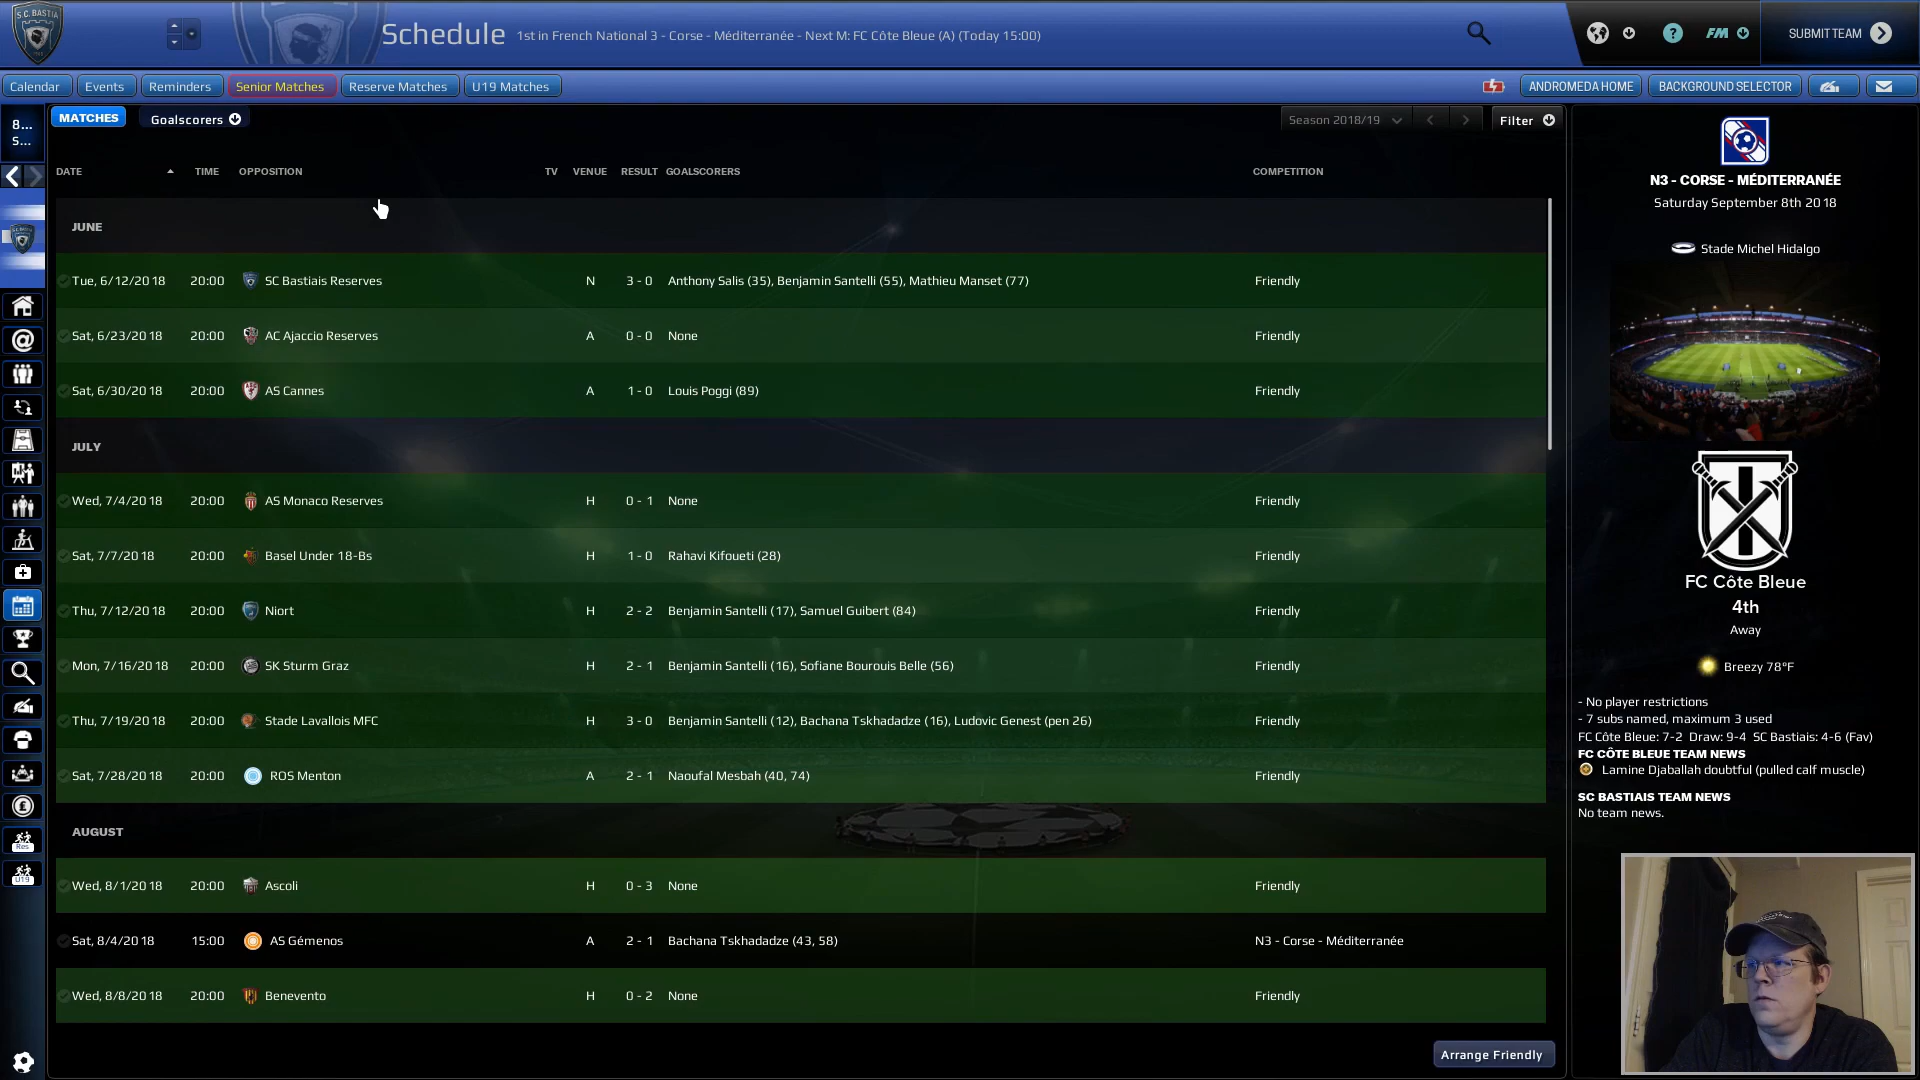 S.C. BASTIA
Schedule 1st in French National 3 - Corse - Méditerranée - Next M: FC Côte Bleue (A) (Today 15:00)
? FM SUBMIT TEAM
Calendar Events Reminders Senior Matches Reserve Matches U19 Matches ANDROMEDA HOME BACKGROUND SELECTOR
8...
S...
MATCHES Goalscorers Season 2018/19 Filter
DATE TIME OPPOSITION TV VENUE RESULT GOALSCORERS COMPETITION
JUNE
Tue, 6/12/2018 20:00 SC Bastiais Reserves N 3 - 0 Anthony Salis (35), Benjamin Santelli (55), Mathieu Manset (77) Friendly
Sat, 6/23/2018 20:00 AC Ajaccio Reserves A 0 - 0 None Friendly
Sat, 6/30/2018 20:00 AS Cannes A 1 - 0 Louis Poggi (89) Friendly
JULY
Wed, 7/4/2018 20:00 AS Monaco Reserves H 0 - 1 None Friendly
Sat, 7/7/2018 20:00 Basel Under 18-Bs H 1 - 0 Rahavi Kifoueti (28) Friendly
Thu, 7/12/2018 20:00 Niort H 2 - 2 Benjamin Santelli (17), Samuel Guibert (84) Friendly
Mon, 7/16/2018 20:00 SK Sturm Graz H 2 - 1 Benjamin Santelli (16), Sofiane Bourouis Belle (56) Friendly
Thu, 7/19/2018 20:00 Stade Lavallois MFC H 3 - 0 Benjamin Santelli (12), Bachana Tskhadadze (16), Ludovic Genest (pen 26) Friendly
Sat, 7/28/2018 20:00 ROS Menton A 2 - 1 Naoufal Mesbah (40, 74) Friendly
AUGUST
Wed, 8/1/2018 20:00 Ascoli H 0 - 3 None Friendly
Sat, 8/4/2018 15:00 AS Gémenos A 2 - 1 Bachana Tskhadadze (43, 58) N3 - Corse - Méditerranée
Wed, 8/8/2018 20:00 Benevento H 0 - 2 None Friendly
Arrange Friendly
Res
U19
N3 - CORSE - MÉDITERRANÉE
Saturday September 8th 2018
Stade Michel Hidalgo
FC Côte Bleue
4th
Away
Breezy 78°F
- No player restrictions
- 7 subs named, maximum 3 used
FC Côte Bleue: 7-2 Draw: 9-4 SC Bastiais: 4-6 (Fav)
FC CÔTE BLEUE TEAM NEWS
Lamine Djaballah doubtful (pulled calf muscle)
SC BASTIAIS TEAM NEWS
No team news.